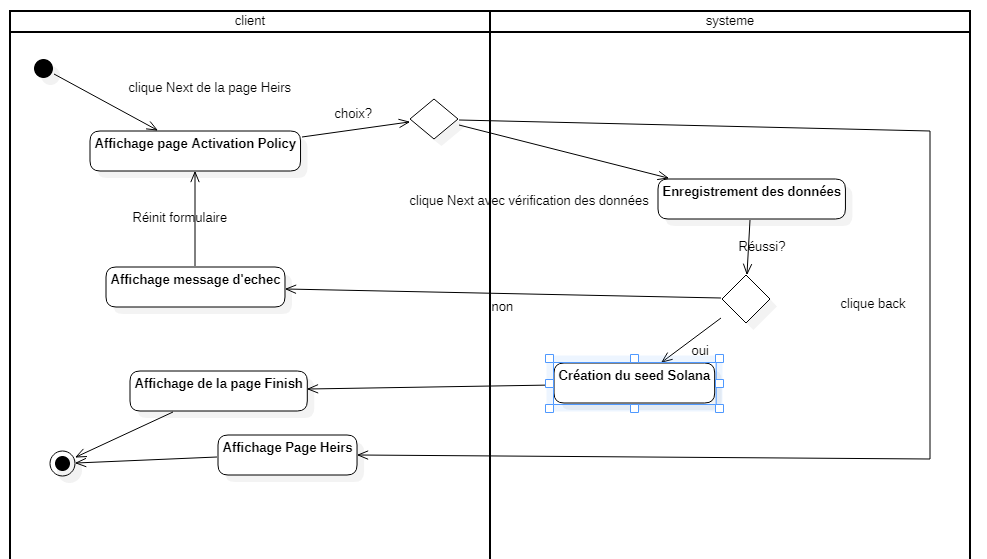 client
systeme
clique Next de la page Heirs
choix?
Affichage page Activation Policy
Enregistrement des données
clique Next avec vérification des données
Réinit formulaire
Réussi?
Affichage message d'echec
non
clique back
oui
Création du seed Solana
Affichage de la page Finish
Affichage Page Heirs